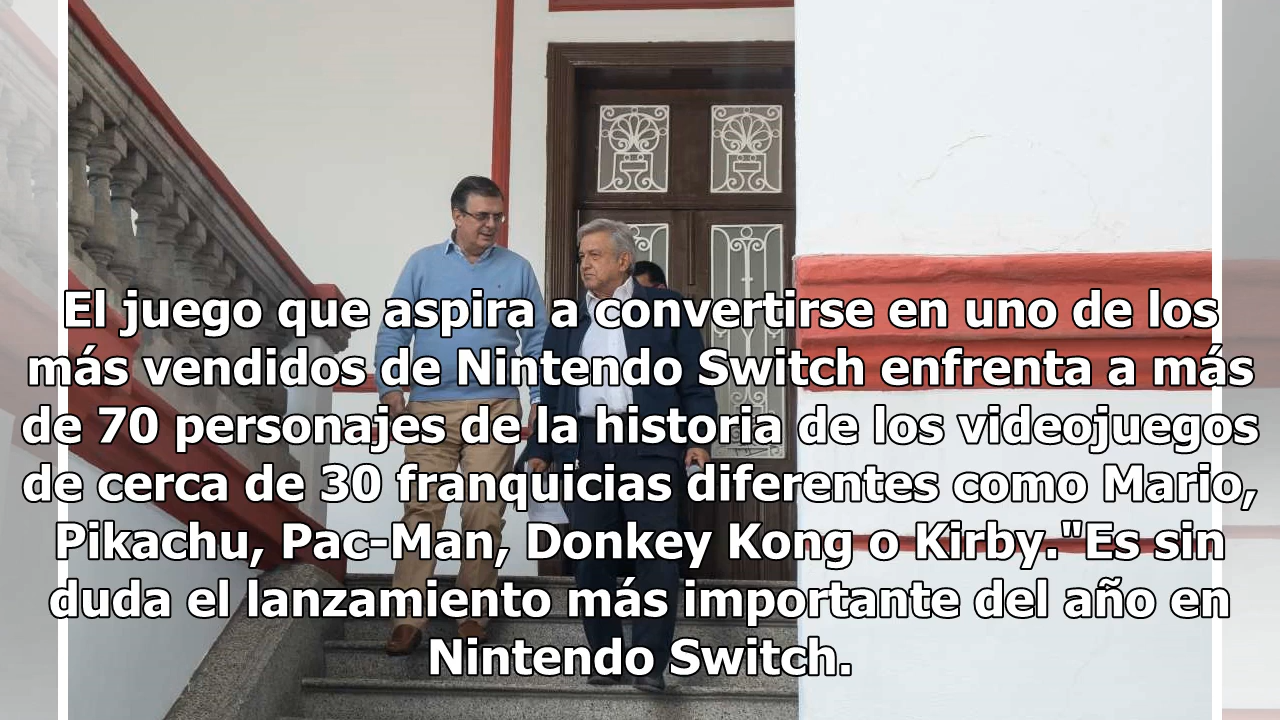 El juego que aspira a convertirse en uno de los
más vendidos de Nintendo Switch enfrenta a más
de 70 personajes de la historia de los videojuegos
de cerca de 30 franquicias diferentes como Mario,
Pikachu, Pac-Man, Donkey Kong o Kirby."Es sin
duda el lanzamiento más importante del año en
Nintendo Switch.